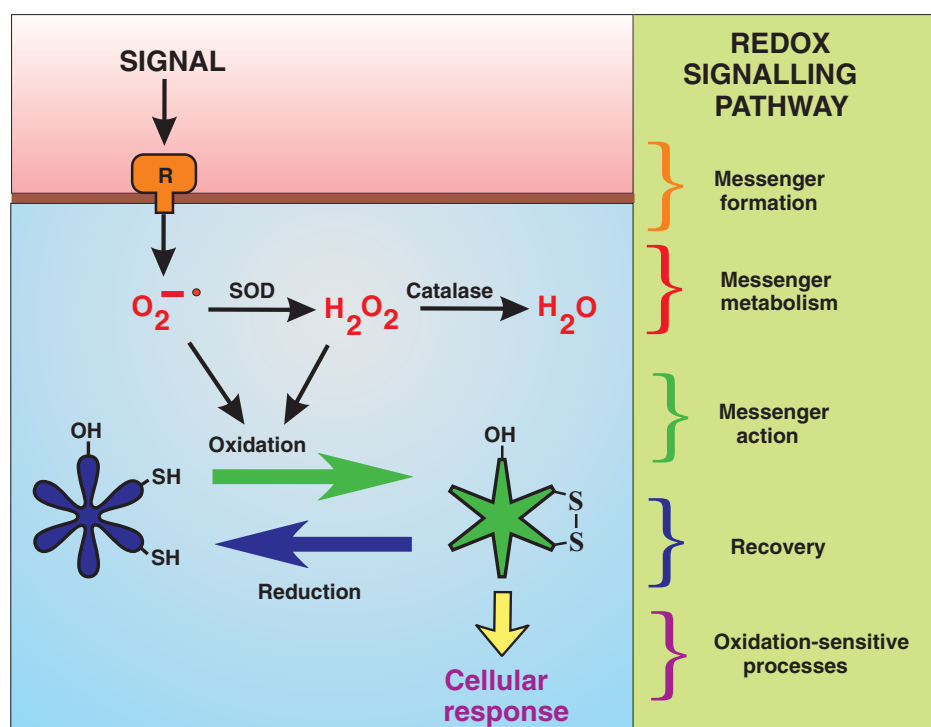 SIGNAL
R
O2−•
SOD
H2O2
Catalase
H2O
Oxidation
OH
SH
SH
Reduction
OH
S
S
Cellular
response
REDOX
SIGNALLING
PATHWAY
Messenger
formation
Messenger
metabolism
Messenger
action
Recovery
Oxidation-sensitive
processes